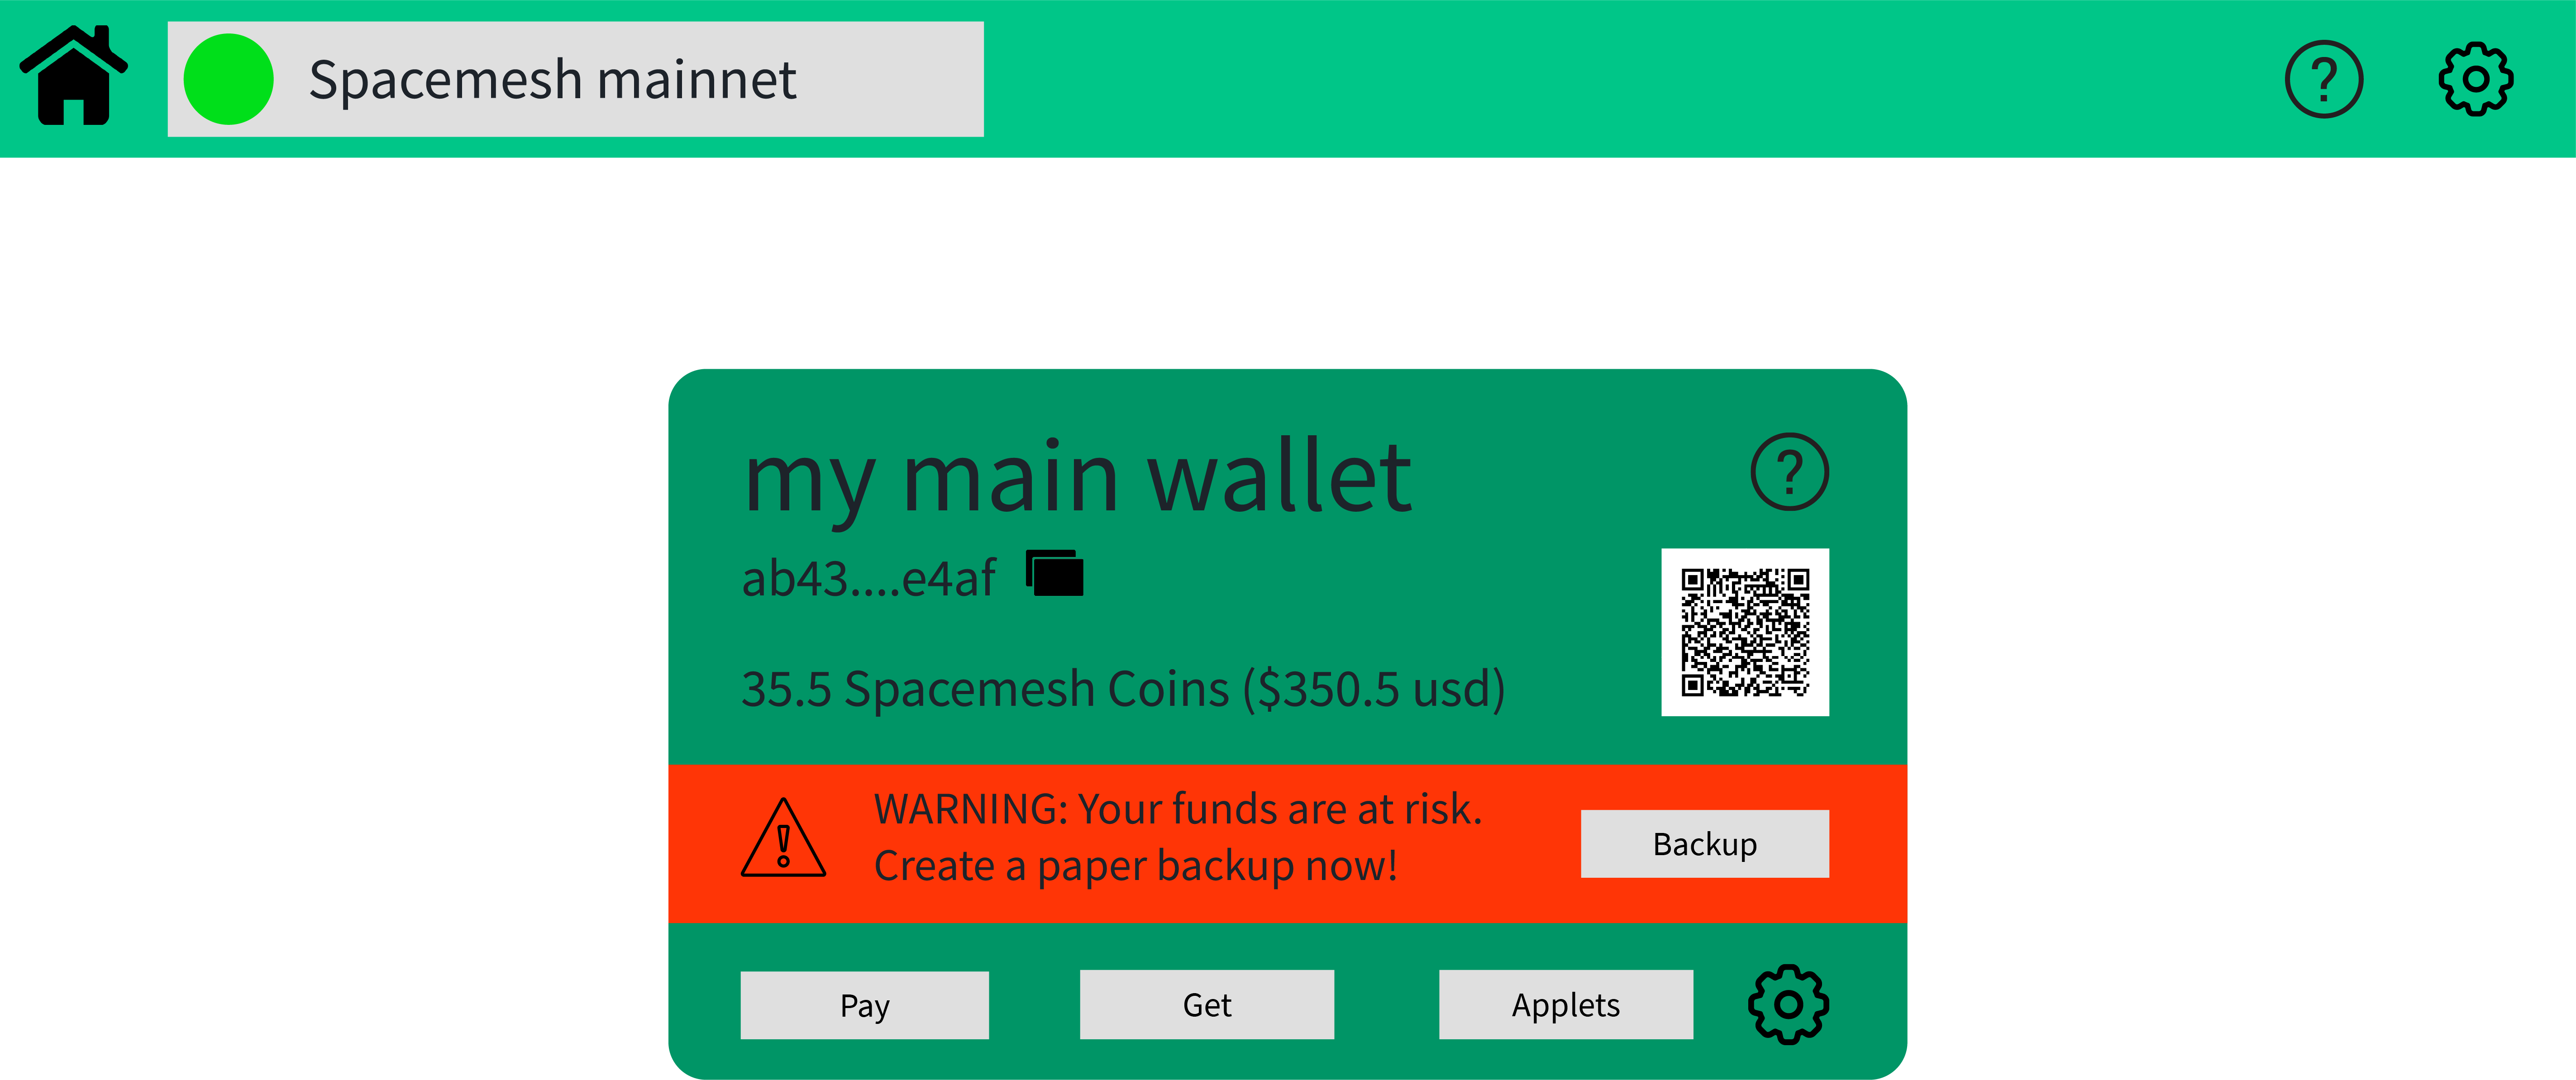 Spacemesh mainnet
?
my main wallet
?
ab43....e4af
35.5 Spacemesh Coins ($350.5 usd)
WARNING: Your funds are at risk.
Create a paper backup now!
Backup
Pay
Get
Applets